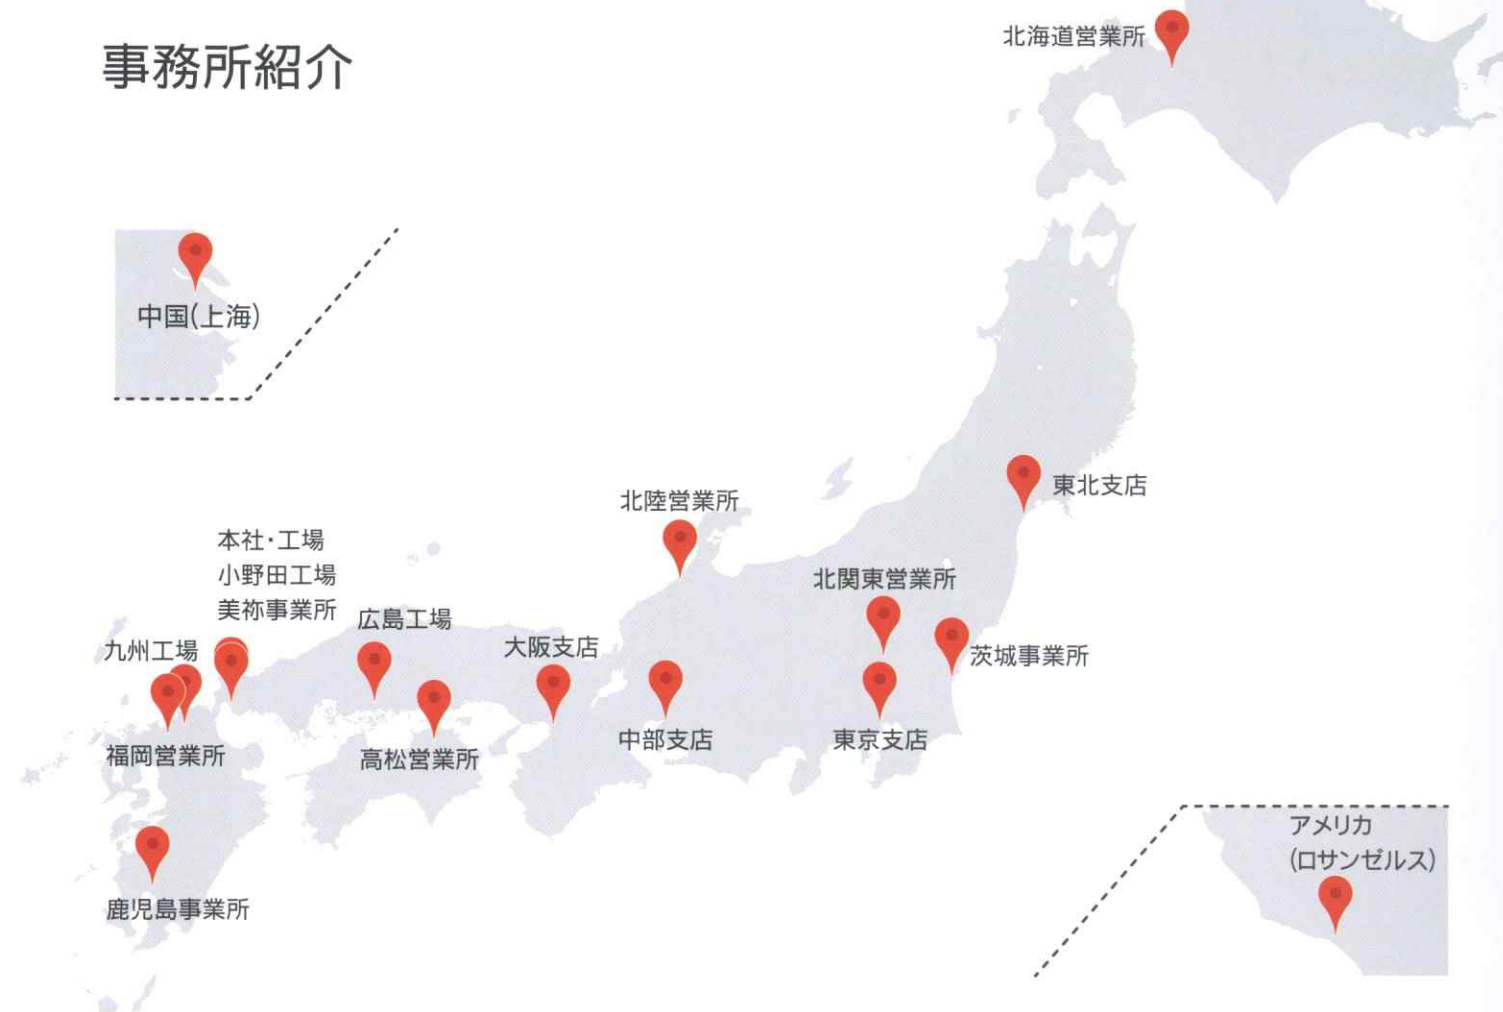 事務所紹介
北海道営業所
中国(上海)
東北支店
北陸営業所
本社・工場
小野田工場
美祢事業所
北関東営業所
広島工場
九州工場
大阪支店
茨城事業所
中部支店
東京支店
福岡営業所
高松営業所
アメリカ
(ロサンゼルス)
鹿児島事業所